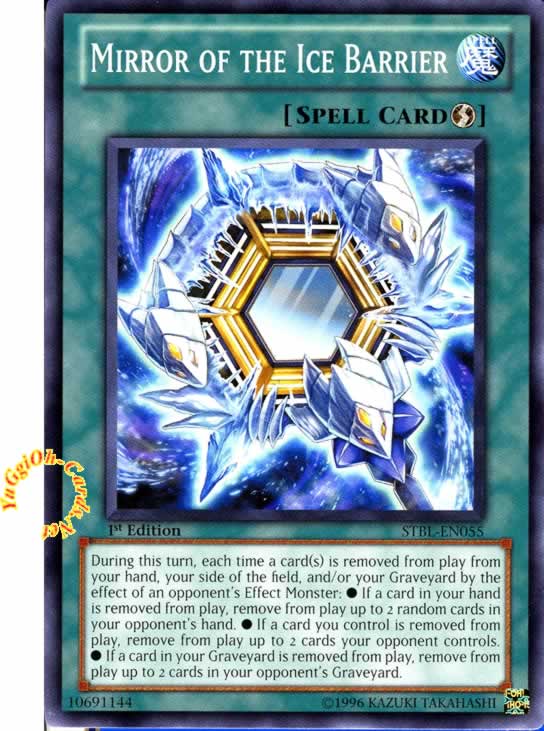 MIRROR OF THE ICE BARRIER 魔
[SPELL CARD]
1st Edition
STBL-EN055
During this turn, each time a card(s) is removed from play from
your hand, your side of the field, and/or your Graveyard by the
effect of an opponent's Effect Monster: ● If a card in your hand
is removed from play, remove from play up to 2 random cards in
your opponent's hand. ● If a card you control is removed from
play, remove from play up to 2 cards your opponent controls.
● If a card in your Graveyard is removed from play, remove from
play up to 2 cards in your opponent's Graveyard.
10691144
©1996 KAZUKI TAKAHASHI
YuGgiOh-Cards.Net